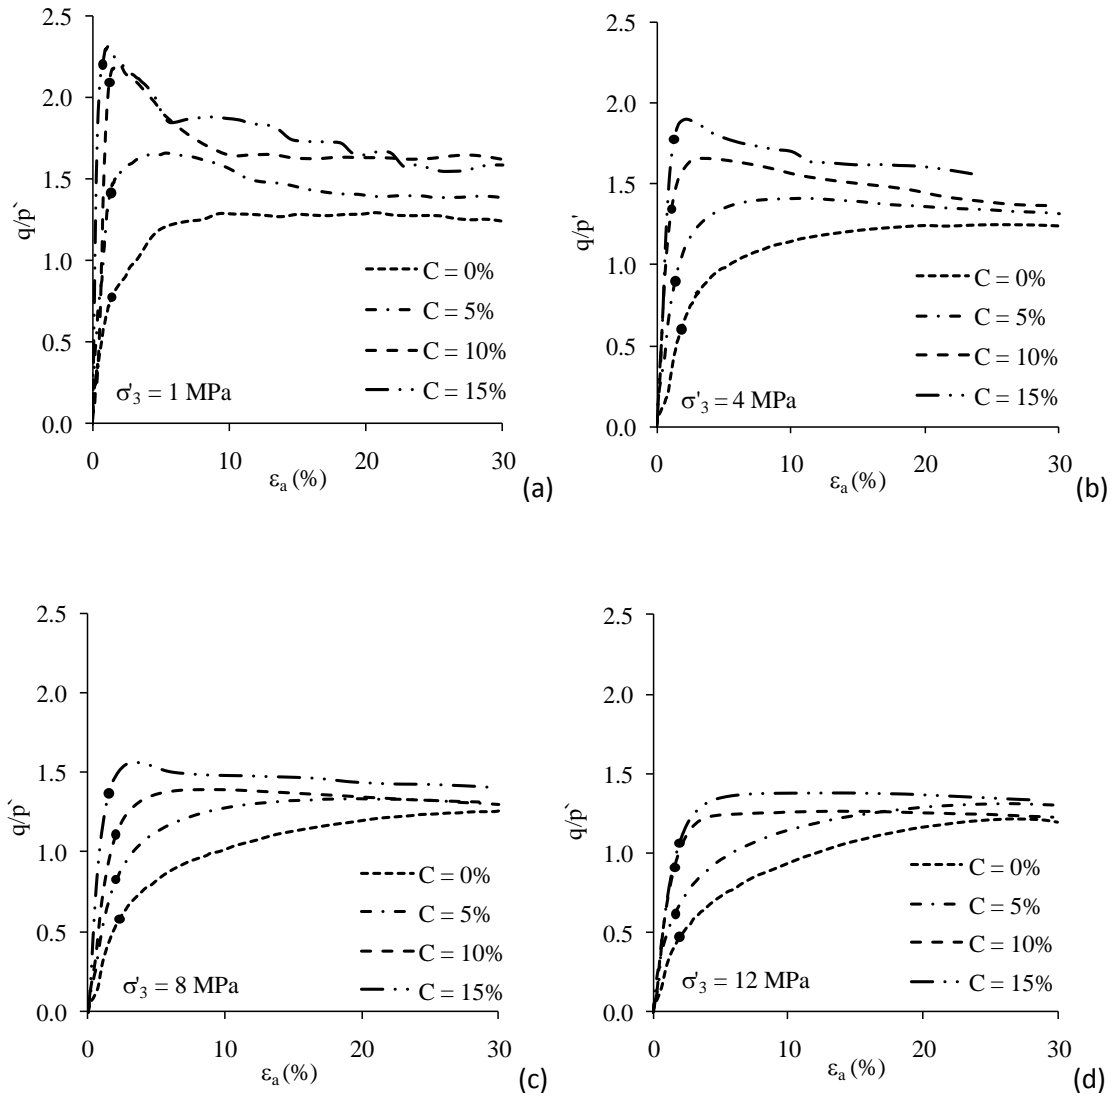 2.5
2.0
1.5
1.0
0.5
0.0
q/p`
0 10 20 30
εa (%)
C = 0%
C = 5%
C = 10%
C = 15%
σ'3 = 1 MPa
(a)
2.5
2.0
1.5
1.0
0.5
0.0
q/p'
0 10 20 30
εa (%)
C = 0%
C = 5%
C = 10%
C = 15%
σ'3 = 4 MPa
(b)
2.5
2.0
1.5
1.0
0.5
0.0
q/p`
0 10 20 30
εa (%)
C = 0%
C = 5%
C = 10%
C = 15%
σ'3 = 8 MPa
(c)
2.5
2.0
1.5
1.0
0.5
0.0
q/p`
0 10 20 30
εa (%)
C = 0%
C = 5%
C = 10%
C = 15%
σ'3 = 12 MPa
(d)